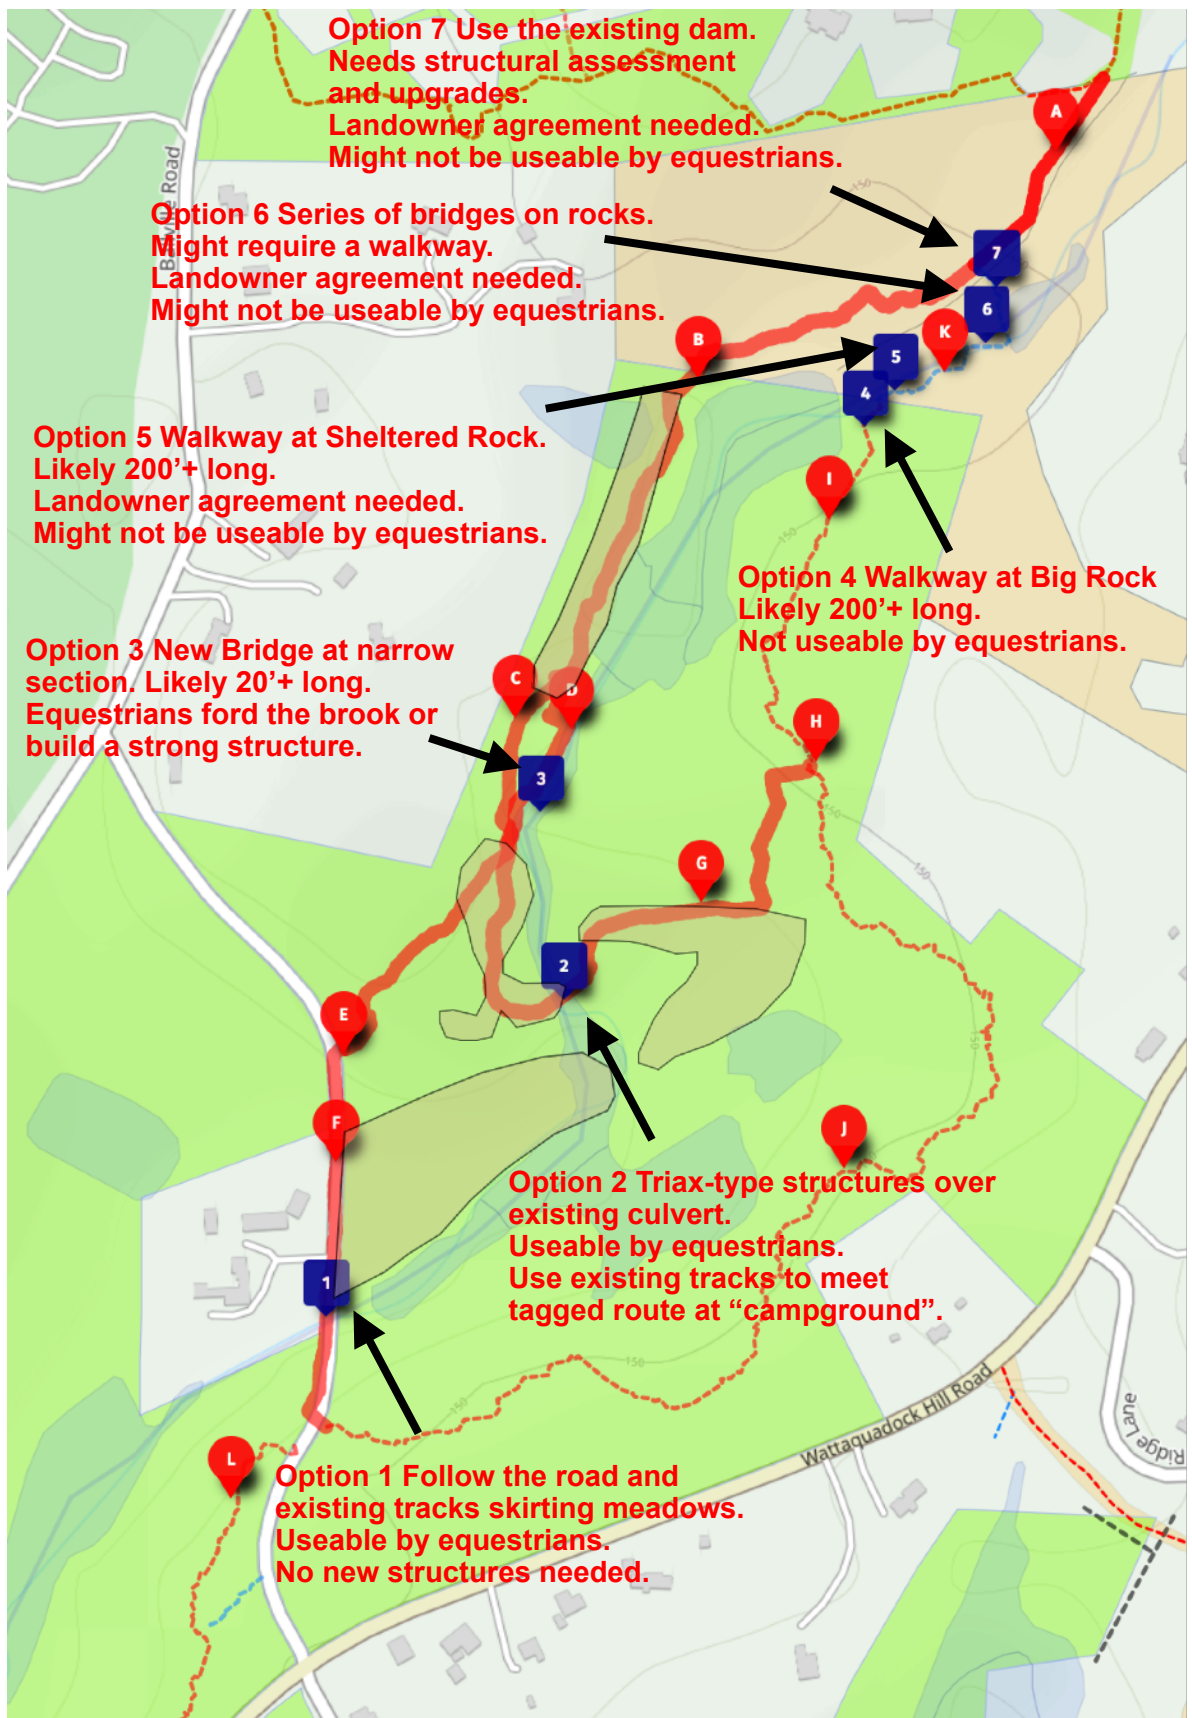 Option 7 Use the existing dam.
Needs structural assessment
and upgrades.
Landowner agreement needed.
Might not be useable by equestrians.
A
150
Option 6 Series of bridges on rocks.
Might require a walkway.
Landowner agreement needed.
Might not be useable by equestrians.
Road
7
6
K
B
5
4
Option 5 Walkway at Sheltered Rock.
Likely 200'+ long.
Landowner agreement needed.
Might not be useable by equestrians.
I
150
Option 4 Walkway at Big Rock
Likely 200'+ long.
Not useable by equestrians.
Option 3 New Bridge at narrow
section. Likely 20'+ long.
Equestrians ford the brook or
build a strong structure.
C
D
H
3
150
G
150
2
E
150
F
J
Option 2 Triax-type structures over
existing culvert.
Useable by equestrians.
Use existing tracks to meet
tagged route at “campground”.
1
150
150
Wattaquadock Hill Road
Ridge Lane
L
Option 1 Follow the road and
existing tracks skirting meadows.
Useable by equestrians.
No new structures needed.